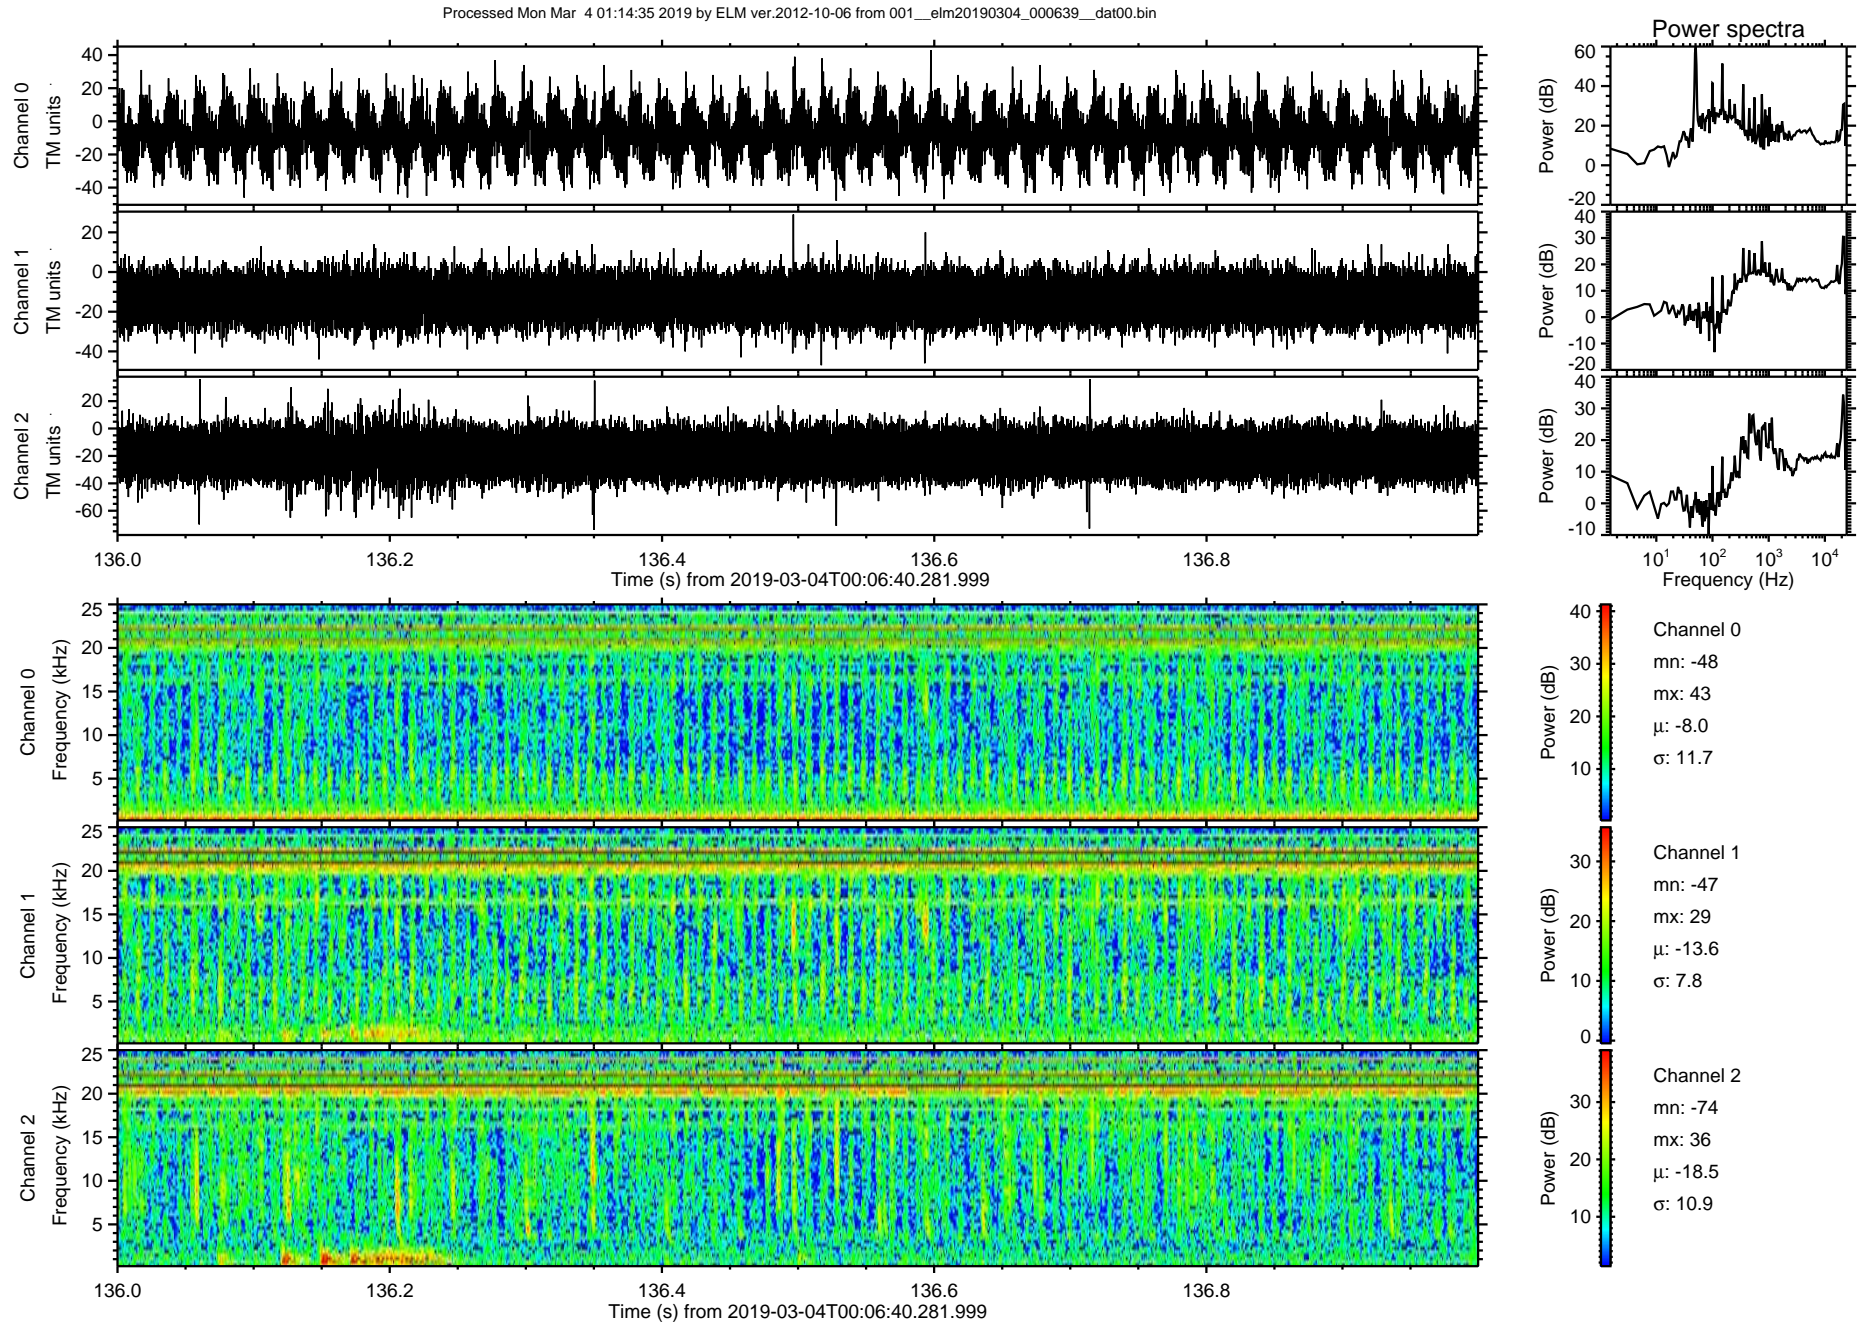 Processed Mon Mar 4 01:14:35 2019 by ELM ver.2012-10-06 from 001__elm20190304_000639__dat00.bin
Power spectra
Channel 0
TM units
40
20
0
-20
-40
Power (dB)
60
40
20
0
-20
Channel 1
TM units
20
0
-20
-40
Power (dB)
40
30
20
10
0
-10
-20
Channel 2
TM units
20
0
-20
-40
-60
Power (dB)
40
30
20
10
0
-10
136.0 136.2 136.4 136.6 136.8
Time (s) from 2019-03-04T00:06:40.281.999
10^1 10^2 10^3 10^4
Frequency (Hz)
Channel 0
Frequency (kHz)
25
20
15
10
5
Power (dB)
40
30
20
10
Channel 0
mn: -48
mx: 43
µ: -8.0
σ: 11.7
Channel 1
Frequency (kHz)
25
20
15
10
5
Power (dB)
30
20
10
0
Channel 1
mn: -47
mx: 29
µ: -13.6
σ: 7.8
Channel 2
Frequency (kHz)
25
20
15
10
5
Power (dB)
30
20
10
Channel 2
mn: -74
mx: 36
µ: -18.5
σ: 10.9
136.0 136.2 136.4 136.6 136.8
Time (s) from 2019-03-04T00:06:40.281.999